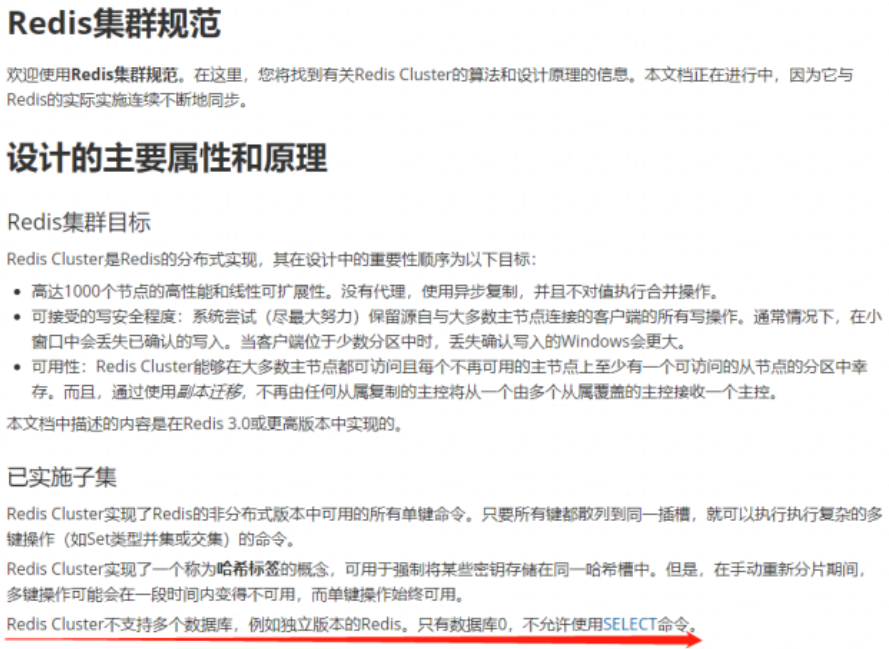 Redis集群规范
欢迎使用Redis集群规范。在这里，您将找到有关Redis Cluster的算法和设计原理的信息。本文档正在进行中，因为它与
Redis的实际实施连续不断地同步。
设计的主要属性和原理
Redis集群目标
Redis Cluster是Redis的分布式实现，其在设计中的重要性顺序为以下目标：
• 高达1000个节点的高性能和线性可扩展性。没有代理，使用异步复制，并且不对值执行合并操作。
• 可接受的写安全程度：系统尝试（尽最大努力）保留源自与大多数主节点连接的客户端的所有写操作。通常情况下，在小
窗口中会丢失已确认的写入。当客户端位于少数分区中时，丢失确认写入的Windows会更大。
• 可用性：Redis Cluster能够在大多数主节点都可访问且每个不再可用的主节点上至少有一个可访问的从节点的分区中幸
存。而且，通过使用副本迁移，不再由任何从属复制的主控将从一个由多个从属覆盖的主控接收一个主控。
本文档中描述的内容是在Redis 3.0或更高版本中实现的。
已实施子集
Redis Cluster实现了Redis的非分布式版本中可用的所有单键命令。只要所有键都散列到同一插槽，就可以执行执行复杂的多
键操作（如Set类型并集或交集）的命令。
Redis Cluster实现了一个称为哈希标签的概念，可用于强制将某些密钥存储在同一哈希槽中。但是，在手动重新分片期间，
多键操作可能会在一段时间内变得不可用，而单键操作始终可用。
Redis Cluster不支持多个数据库，例如独立版本的Redis。只有数据库0，不允许使用SELECT命令。